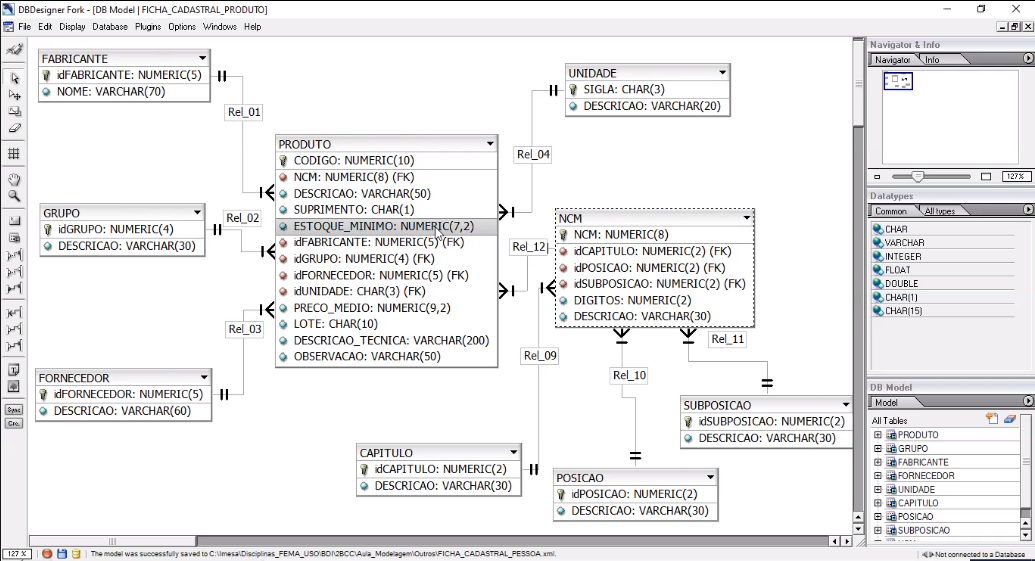 DBDesigner Fork - [DB Model | FICHA_CADASTRAL_PRODUTO]
File Edit Display Database Plugins Options Windows Help
FABRICANTE
idFABRICANTE: NUMERIC(5)
NOME: VARCHAR(70)
Rel_01
GRUPO
idGRUPO: NUMERIC(4)
DESCRICAO: VARCHAR(30)
Rel_02
FORNECEDOR
idFORNECEDOR: NUMERIC(5)
DESCRICAO: VARCHAR(60)
Rel_03
PRODUTO
CODIGO: NUMERIC(10)
NCM: NUMERIC(8) (FK)
DESCRICAO: VARCHAR(50)
SUPRIMENTO: CHAR(1)
ESTOQUE_MINIMO: NUMERIC(7,2)
idFABRICANTE: NUMERIC(5) (FK)
idGRUPO: NUMERIC(4) (FK)
idFORNECEDOR: NUMERIC(5) (FK)
idUNIDADE: CHAR(3) (FK)
PRECO_MEDIO: NUMERIC(9,2)
LOTE: CHAR(10)
DESCRICAO_TECNICA: VARCHAR(200)
OBSERVACAO: VARCHAR(50)
UNIDADE
SIGLA: CHAR(3)
DESCRICAO: VARCHAR(20)
Rel_04
Rel_12
NCM
NCM: NUMERIC(8)
idCAPITULO: NUMERIC(2) (FK)
idPOSICAO: NUMERIC(2) (FK)
idSUBPOSICAO: NUMERIC(2) (FK)
DIGITOS: NUMERIC(2)
DESCRICAO: VARCHAR(30)
Rel_09
Rel_10
Rel_11
CAPITULO
idCAPITULO: NUMERIC(2)
DESCRICAO: VARCHAR(30)
POSICAO
idPOSICAO: NUMERIC(2)
DESCRICAO: VARCHAR(30)
SUBPOSICAO
idSUBPOSICAO: NUMERIC(2)
DESCRICAO: VARCHAR(30)
Navigator & Info
Navigator Info
127%
Datatypes
Common All types
CHAR
VARCHAR
INTEGER
FLOAT
DOUBLE
CHAR(1)
CHAR(15)
DB Model
Model
All Tables
PRODUTO
GRUPO
FABRICANTE
FORNECEDOR
UNIDADE
CAPITULO
POSICAO
SUBPOSICAO
Sync
Cre.
127 % The model was successfully saved to C:\Imesa\Disciplinas_FEMA_USO\BDI\2BCC\Aula_Modelagem\Outros\FICHA_CADASTRAL_PESSOA.xml.
Not connected to a Database